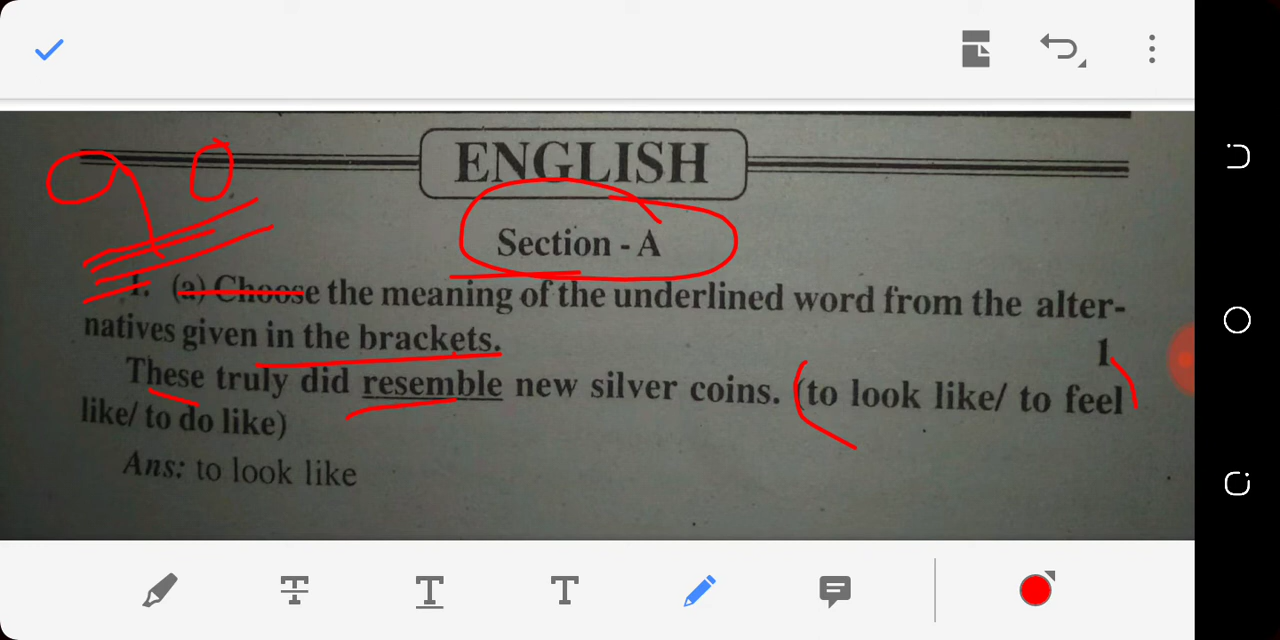 ENGLISH
Section - A
1. (a) Choose the meaning of the underlined word from the alter-
natives given in the brackets.
1
These truly did resemble new silver coins. (to look like/ to feel
like/ to do like)
Ans: to look like